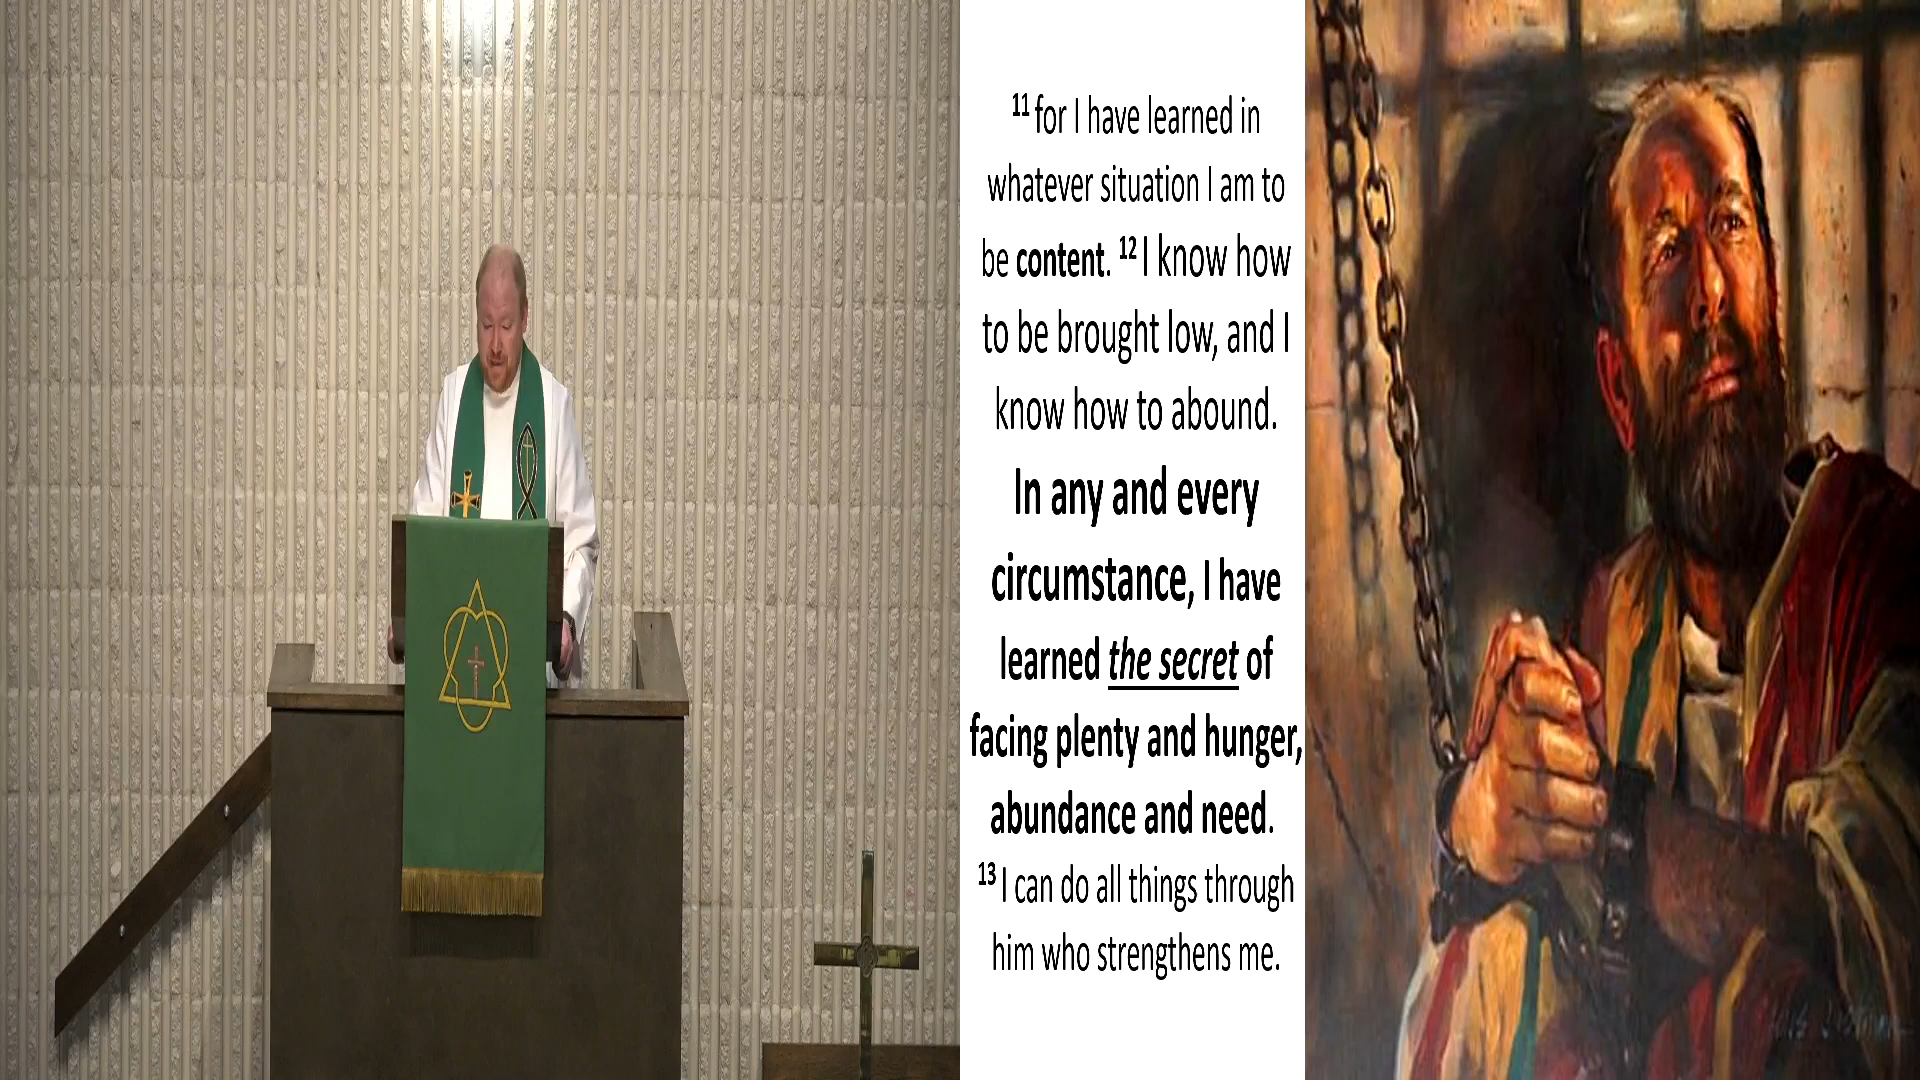 11 for I have learned in
whatever situation I am to
be content. 12 I know how
to be brought low, and I
know how to abound.
In any and every
circumstance, I have
learned the secret of
facing plenty and hunger,
abundance and need.
13 I can do all things through
him who strengthens me.